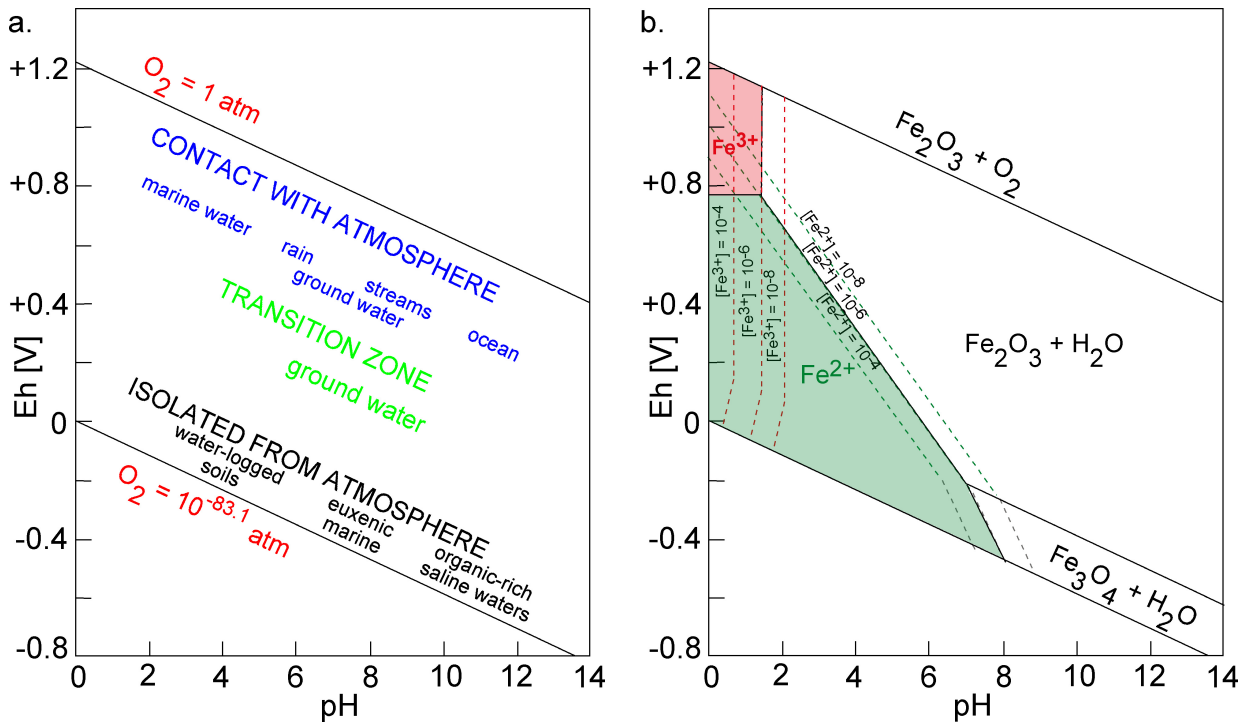 a.
+1.2
+0.8
+0.4
0
-0.4
-0.8
Eh [V]
O2 = 1 atm
CONTACT WITH ATMOSPHERE
marine water
rain
streams
ground water
ocean
TRANSITION ZONE
ground water
ISOLATED FROM ATMOSPHERE
water-logged
soils
euxenic
marine
organic-rich
saline waters
O2 = 10-83.1 atm
0 2 4 6 8 10 12 14
pH
b.
+1.2
+0.8
+0.4
0
-0.4
-0.8
Eh [V]
Fe3+
Fe2O3 + O2
[Fe3+] = 10-4
[Fe3+] = 10-6
[Fe3+] = 10-8
[Fe2+] = 10-8
[Fe2+] = 10-6
[Fe2+] = 10-4
Fe2O3 + H2O
Fe2+
Fe3O4 + H2O
0 2 4 6 8 10 12 14
pH